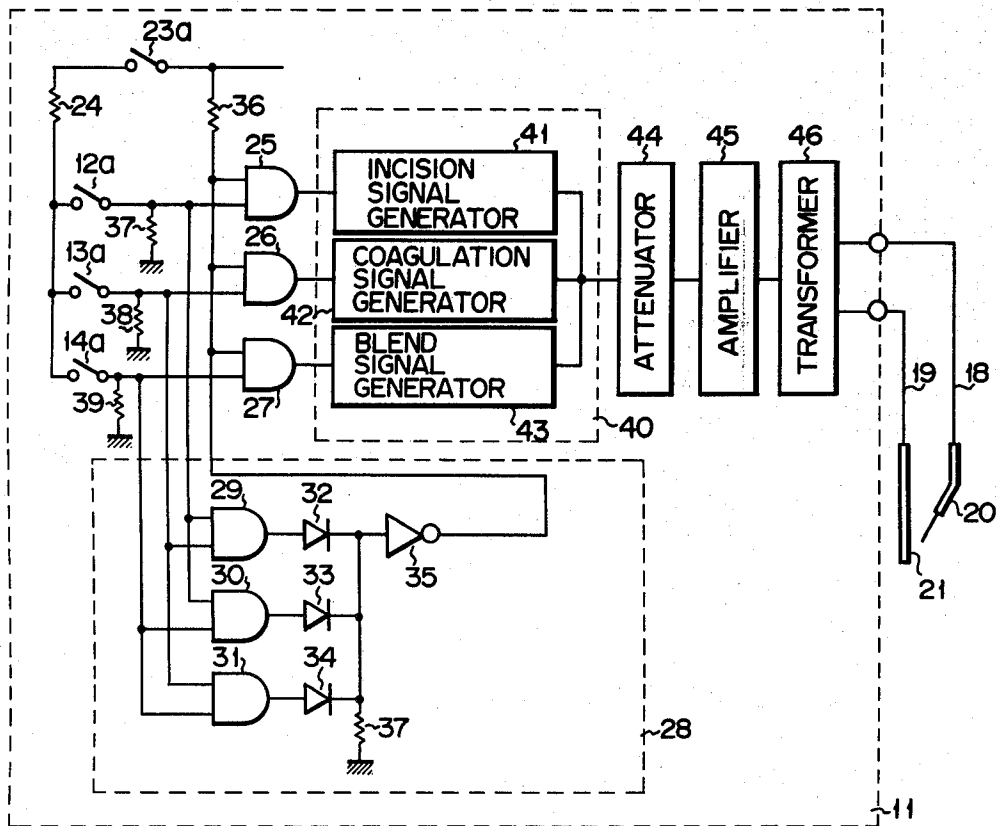 23a
24
36
12a
25
41
44
45
46
INCISION
SIGNAL
GENERATOR
37
13a
26
COAGULATION
SIGNAL
GENERATOR
42
38
14a
BLEND
SIGNAL
GENERATOR
27
39
43
40
ATTENUATOR
AMPLIFIER
TRANSFORMER
19
18
29
32
35
20
21
30
33
31
34
37
28
11